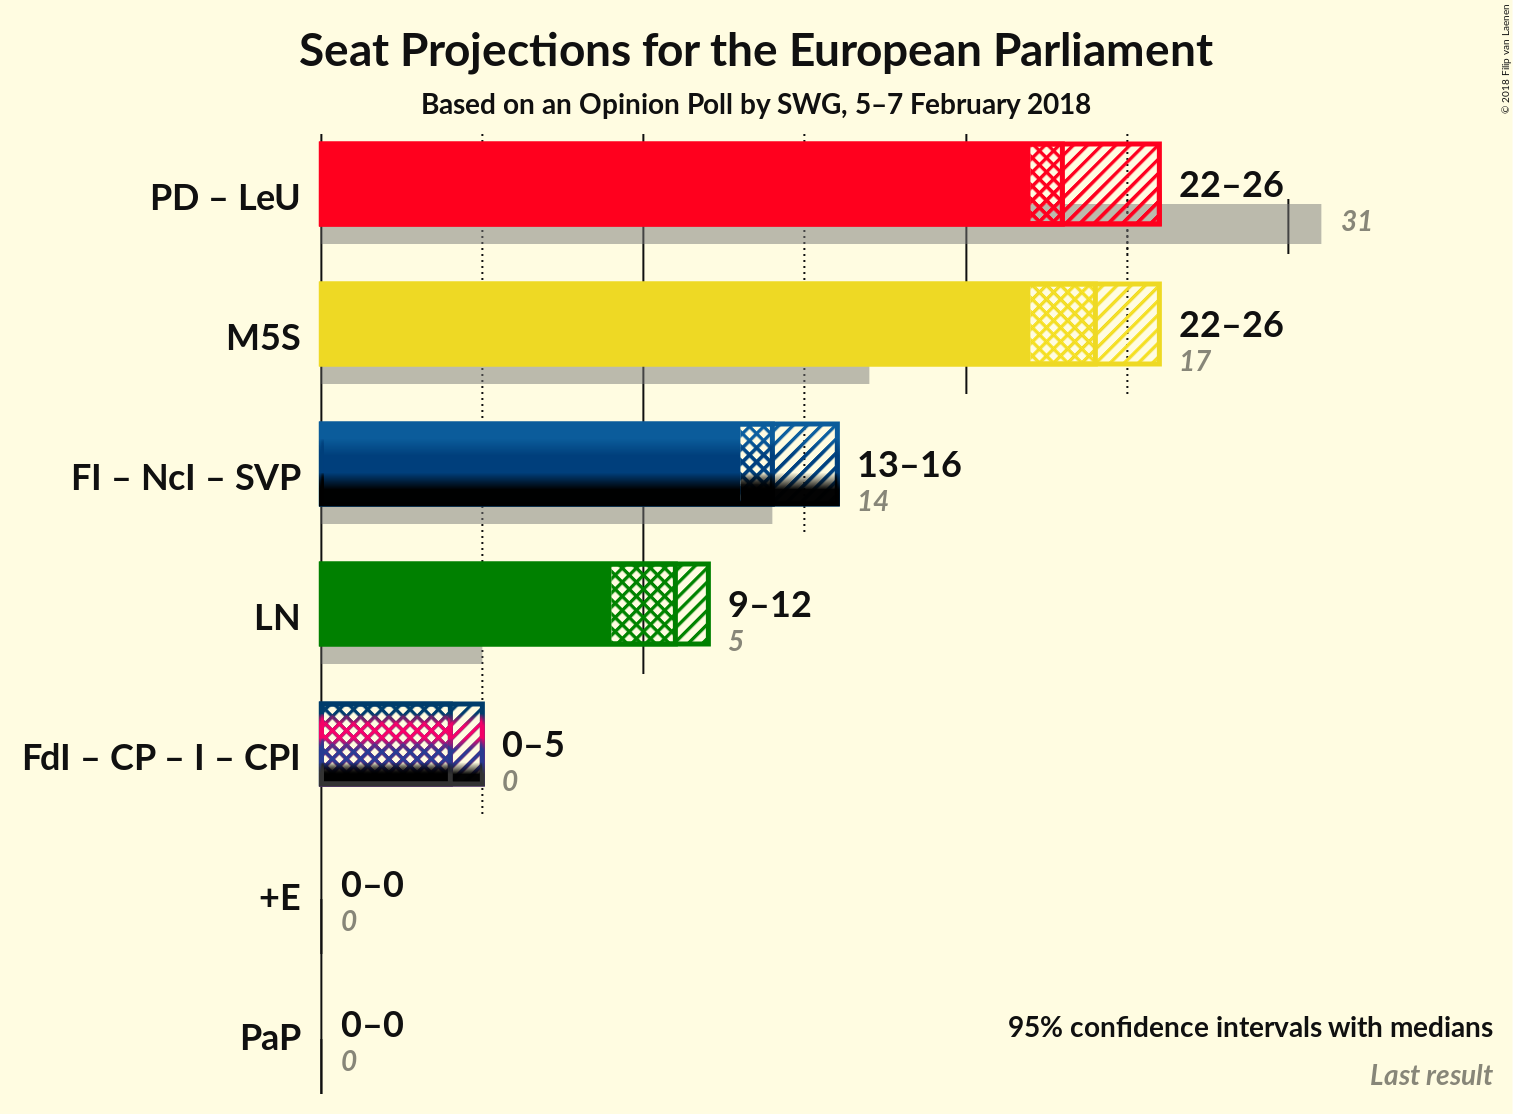 Seat Projections for the European Parliament
Based on an Opinion Poll by SWG, 5–7 February 2018
© 2018 Filip van Laenen
PD – LeU
22–26
31
M5S
22–26
17
FI – NcI – SVP
13–16
14
LN
9–12
5
FdI – CP – I – CPI
0–5
0
+E
0–0
0
PaP
0–0
0
95% confidence intervals with medians
Last result